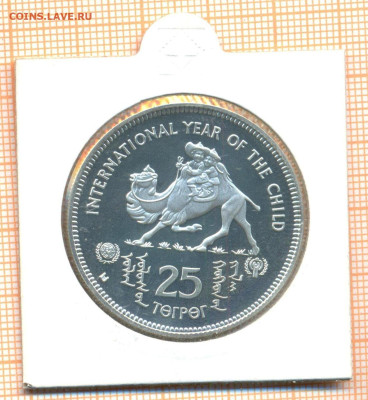 COINS.LAVE.RU
INTERNATIONAL YEAR OF THE CHILD
25
ТӨГРӨГ